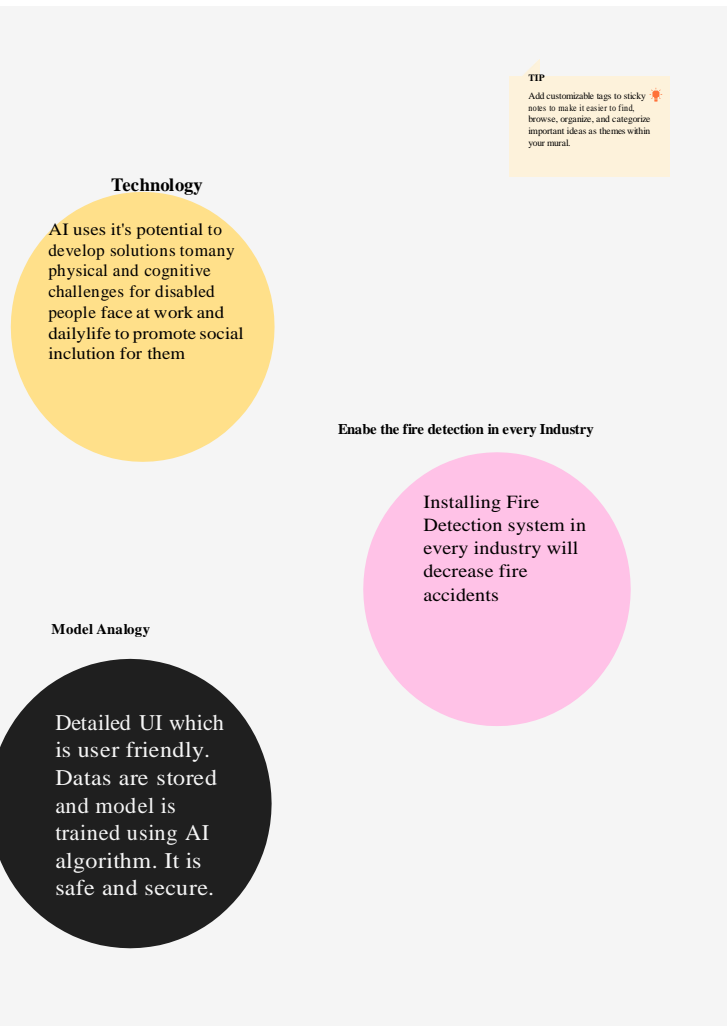 TIP
Add customizable tags to sticky
notes to make it easier to find,
browse, organize, and categorize
important ideas as themes within
your mural.
Technology
AI uses it's potential to
develop solutions tomany
physical and cognitive
challenges for disabled
people face at work and
dailylife to promote social
inclution for them
Enabe the fire detection in every Industry
Installing Fire
Detection system in
every industry will
decrease fire
accidents
Model Analogy
Detailed UI which
is user friendly.
Datas are stored
and model is
trained using AI
algorithm. It is
safe and secure.